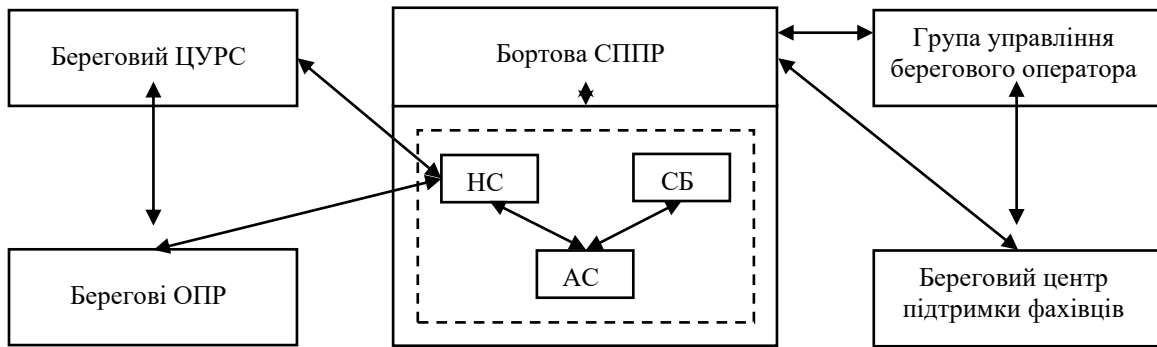 Береговий ЦУРС
Бортова СППР
Група управління
берегового оператора
НС
СБ
АС
Берегові ОПР
Береговий центр
підтримки фахівців